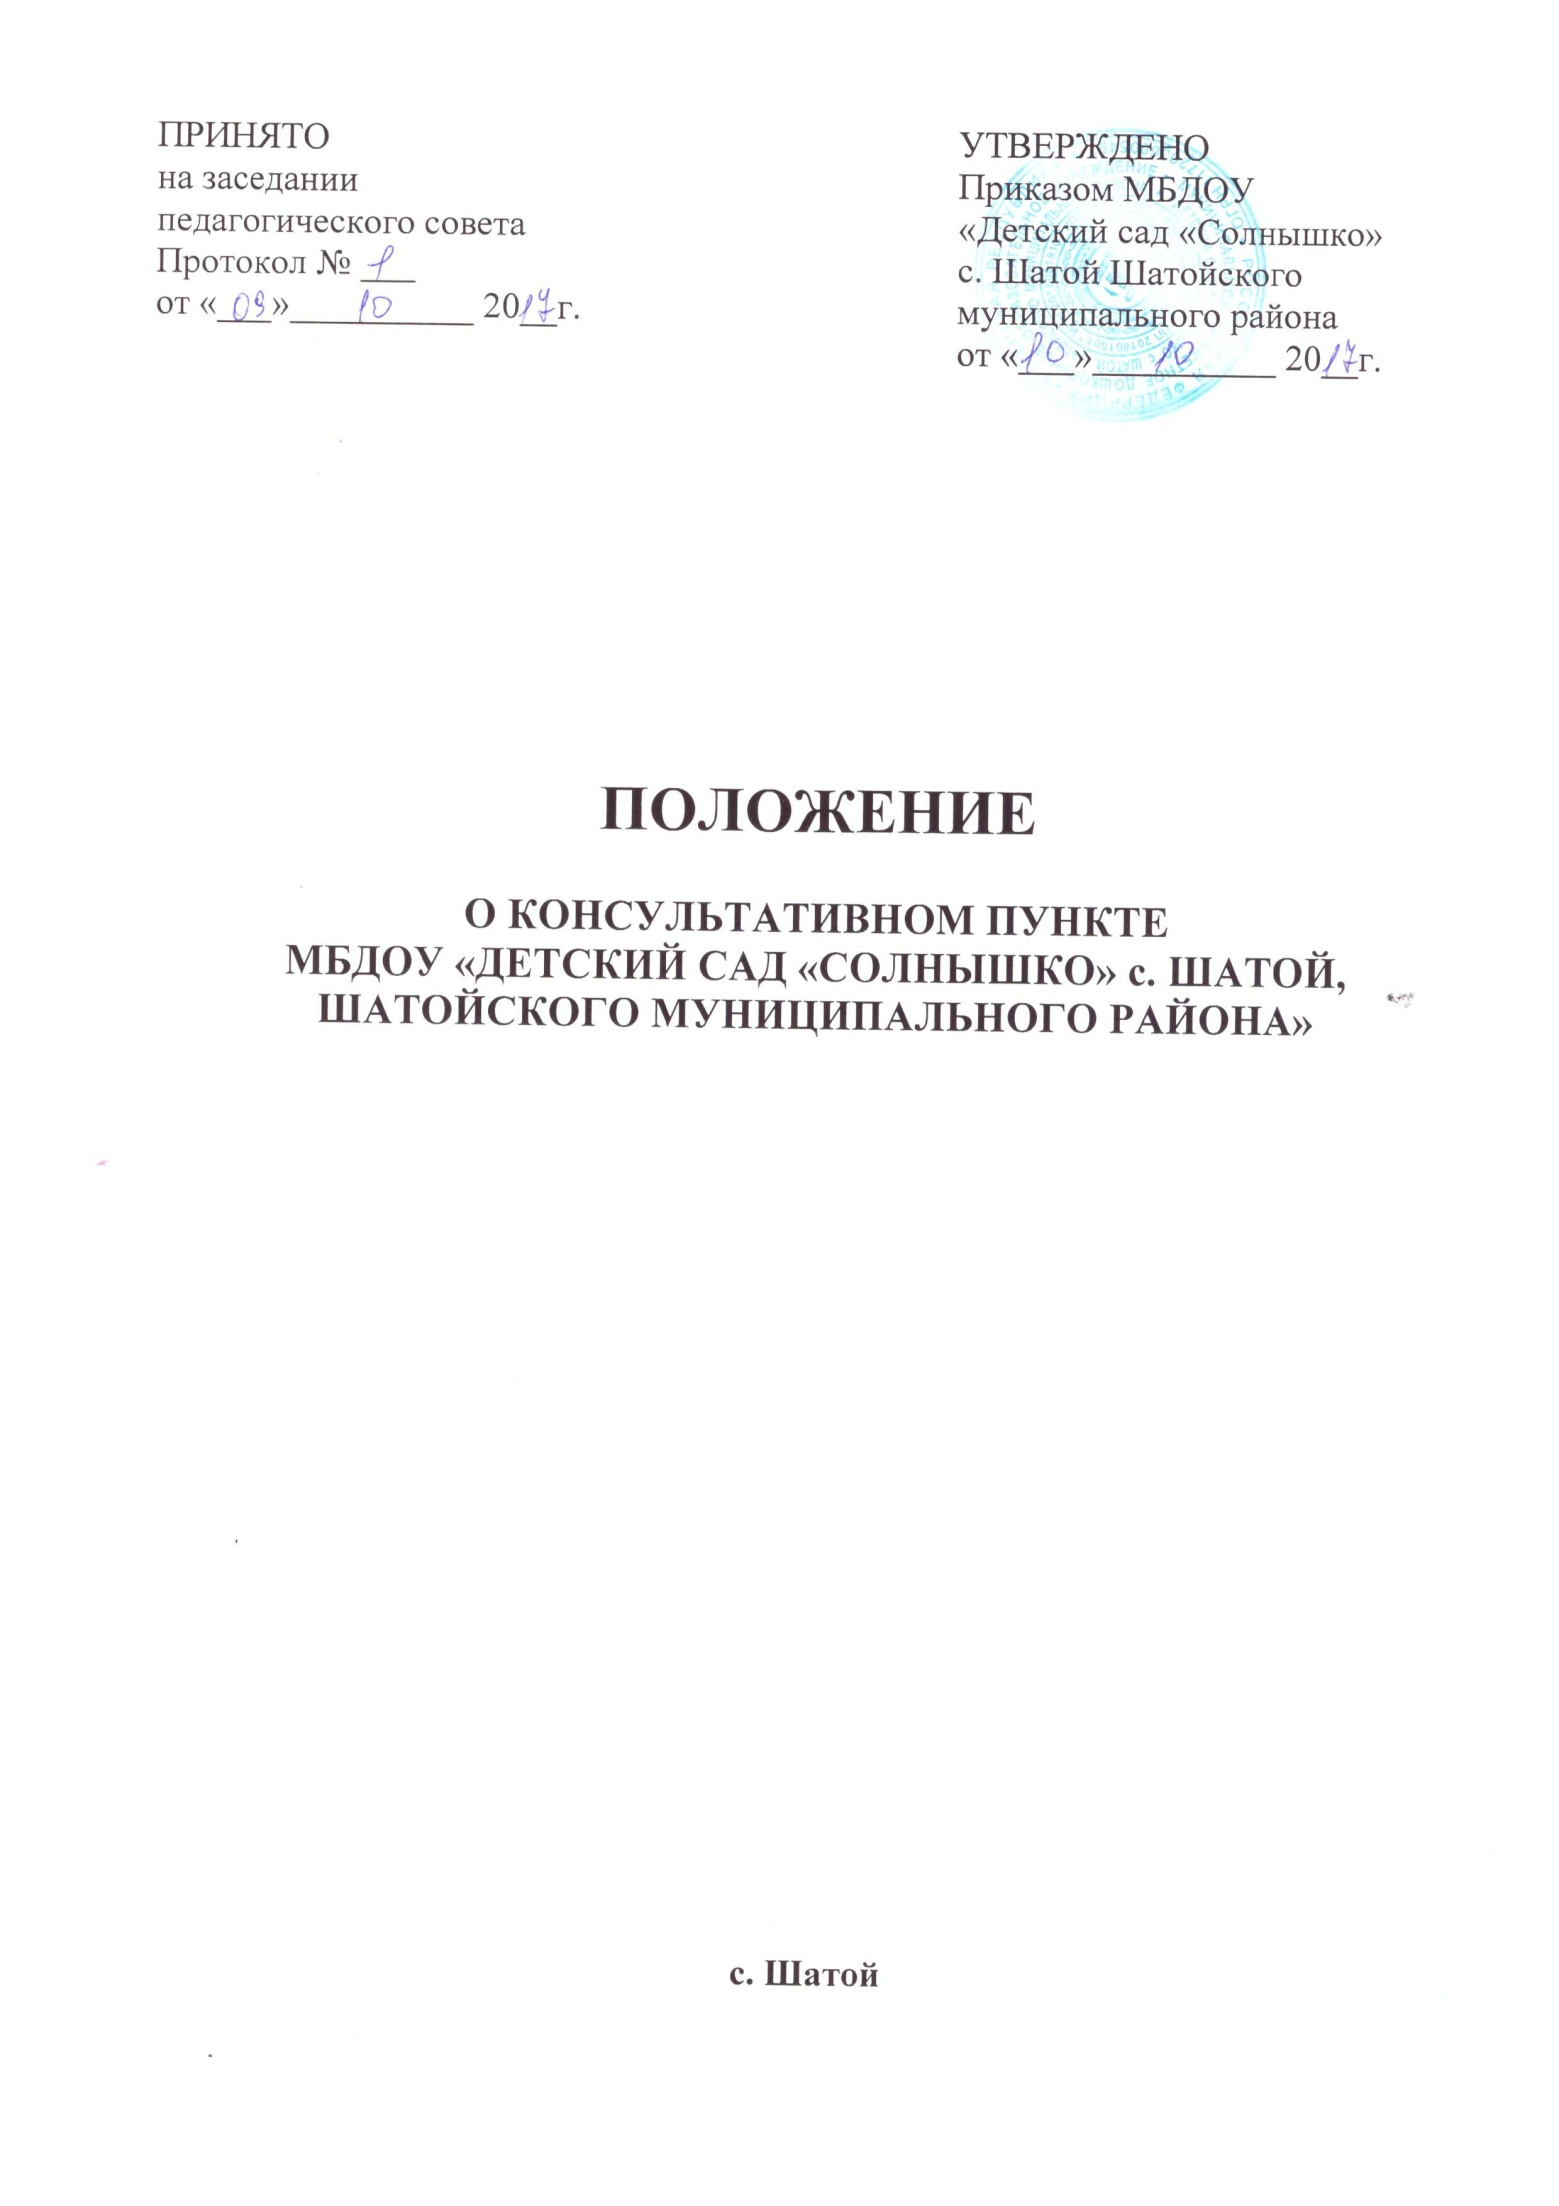 ПРИНЯТО
на заседании
педагогического совета
Протокол № 1
от «09» 10 2017г.
УТВЕРЖДЕНО
Приказом МБДОУ
«Детский сад «Солнышко»
с. Шатой Шатойского
муниципального района
от «10» 10 2017г.
ПОЛОЖЕНИЕ
О КОНСУЛЬТАТИВНОМ ПУНКТЕ
МБДОУ «ДЕТСКИЙ САД «СОЛНЫШКО» с. ШАТОЙ,
ШАТОЙСКОГО МУНИЦИПАЛЬНОГО РАЙОНА»
с. Шатой